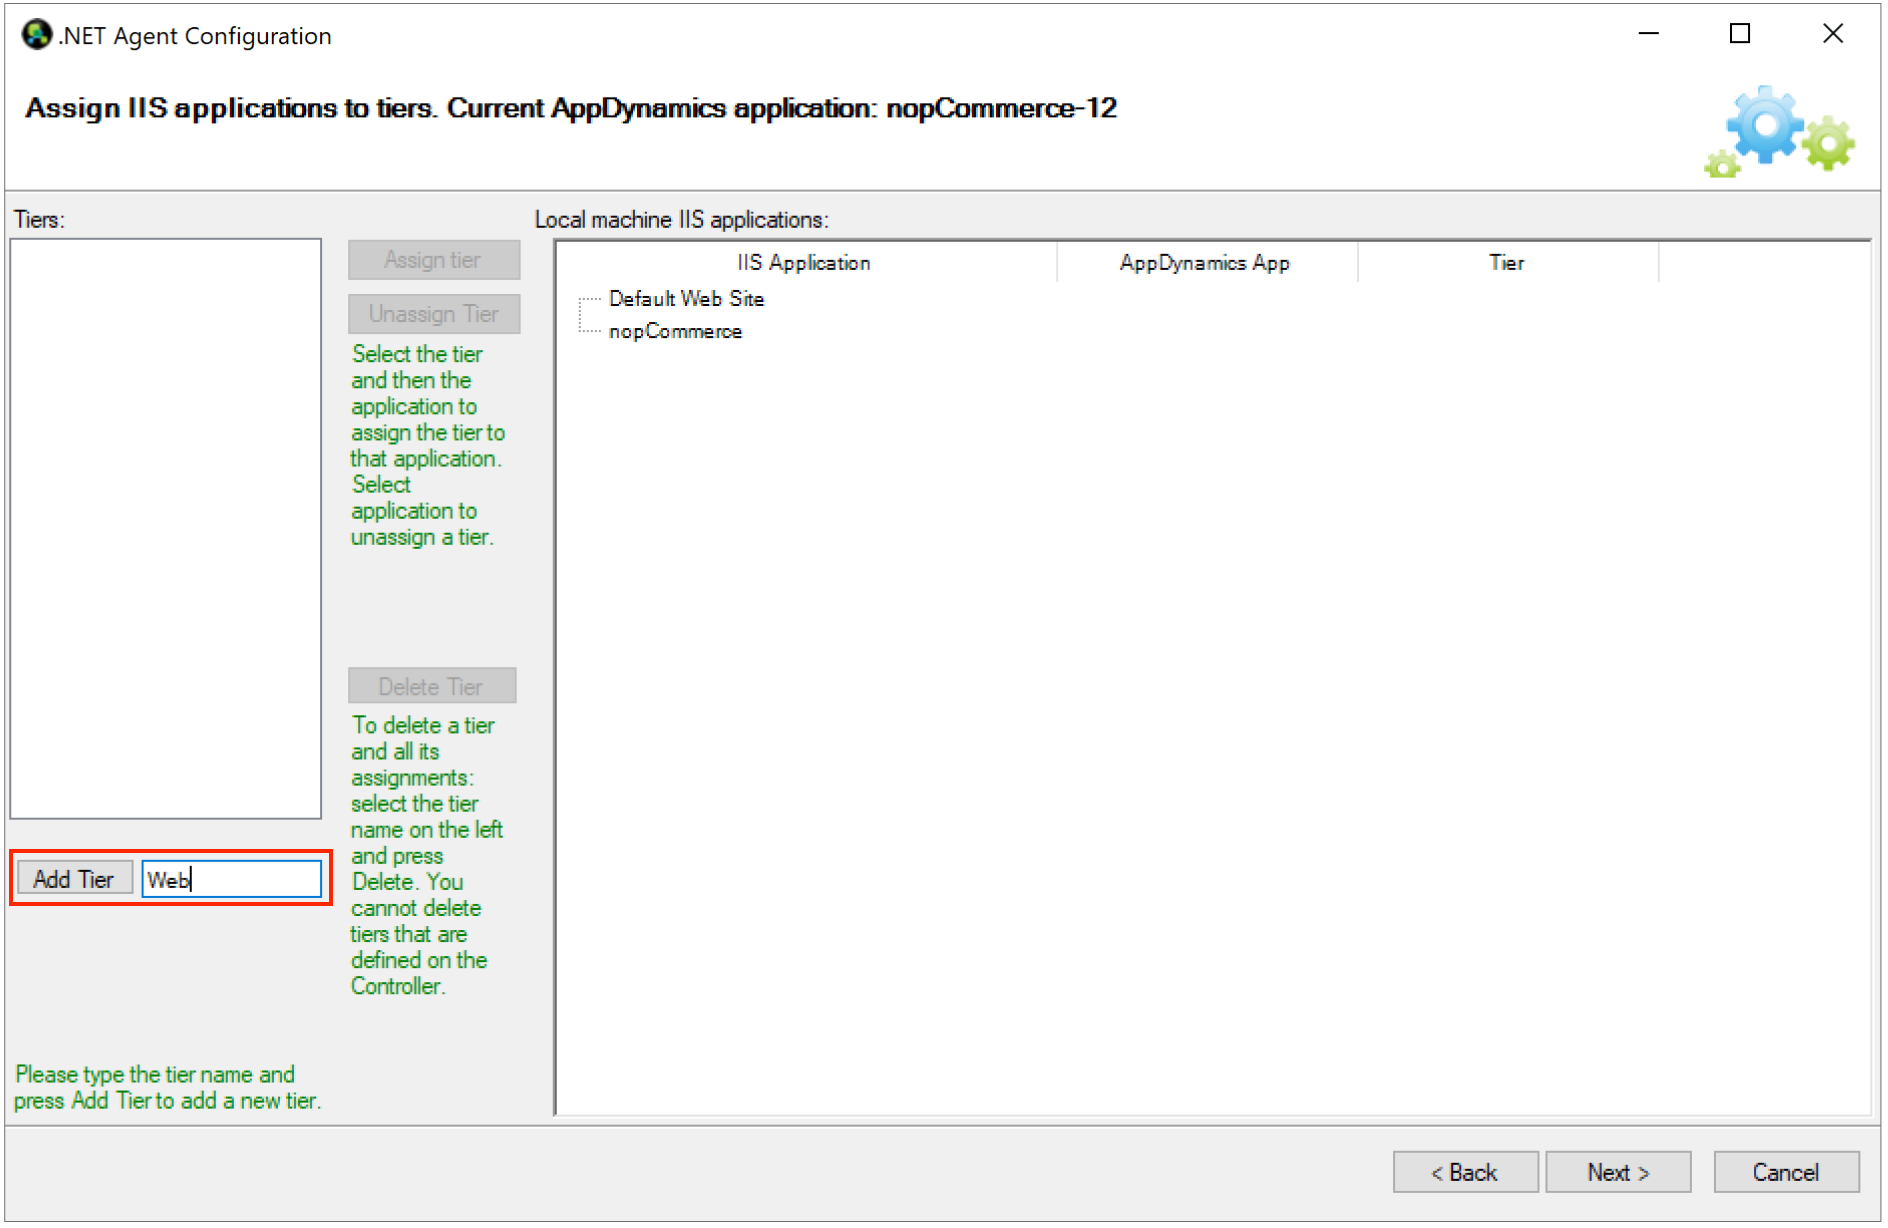 .NET Agent Configuration
Assign IIS applications to tiers. Current AppDynamics application: nopCommerce-12
Tiers:
Assign tier
Unassign Tier
Select the tier
and then the
application to
assign the tier to
that application.
Select
application to
unassign a tier.
Delete Tier
To delete a tier
and all its
assignments:
select the tier
name on the left
and press
Delete. You
cannot delete
tiers that are
defined on the
Controller.
Add Tier
Web
Please type the tier name and
press Add Tier to add a new tier.
Local machine IIS applications:
IIS Application AppDynamics App Tier
Default Web Site
nopCommerce
< Back Next > Cancel